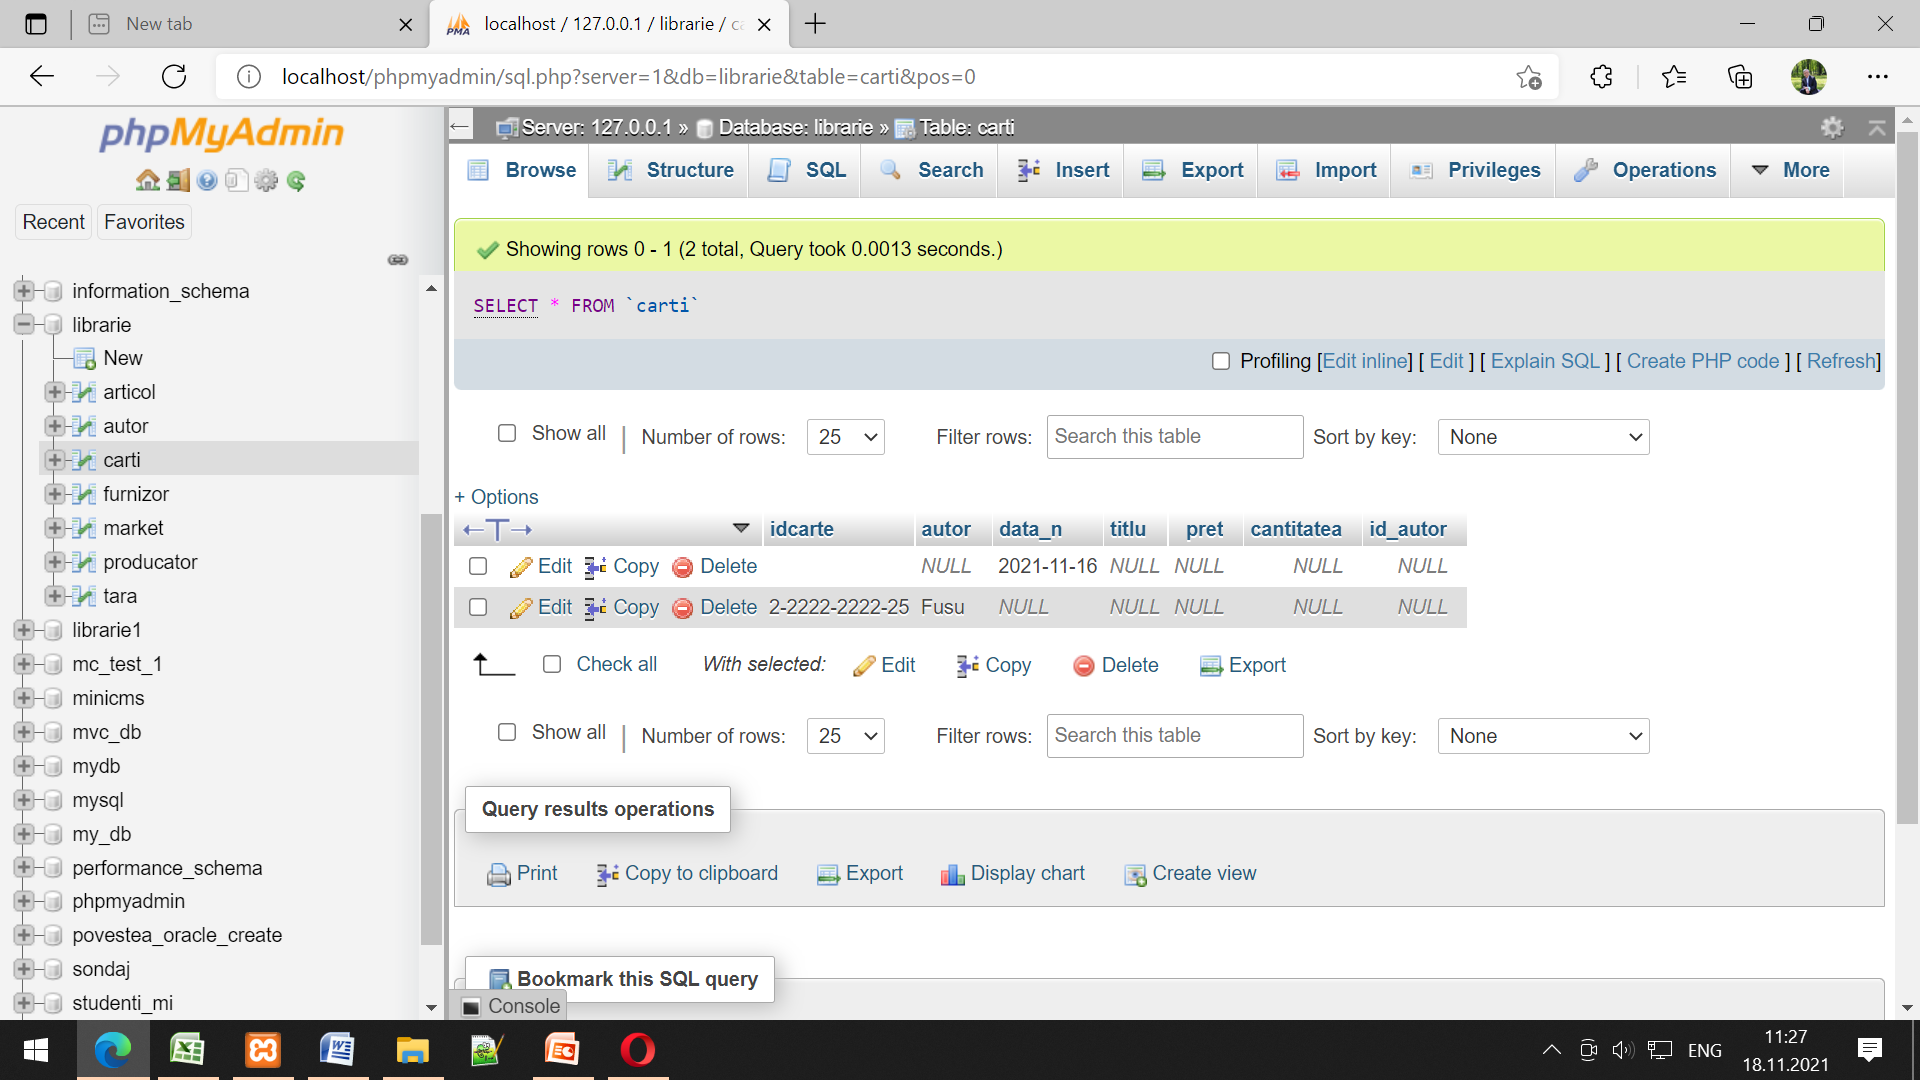 New tab
localhost / 127.0.0.1 / librarie / ca
localhost/phpmyadmin/sql.php?server=1&db=librarie&table=carti&pos=0
phpMyAdmin
Recent
Favorites
information_schema
librarie
New
articol
autor
carti
furnizor
market
producator
tara
librarie1
mc_test_1
minicms
mvc_db
mydb
mysql
my_db
performance_schema
phpmyadmin
povestea_oracle_create
sondaj
studenti_mi
Server: 127.0.0.1 » Database: librarie » Table: carti
Browse Structure SQL Search Insert Export Import Privileges Operations More
Showing rows 0 - 1 (2 total, Query took 0.0013 seconds.)
SELECT * FROM `carti`
Profiling [Edit inline] [ Edit ] [ Explain SQL ] [ Create PHP code ] [ Refresh]
Show all | Number of rows: 25 Filter rows: Search this table Sort by key: None
+ Options
←T→ idcarte autor data_n titlu pret cantitatea id_autor
Edit Copy Delete NULL 2021-11-16 NULL NULL NULL NULL
Edit Copy Delete 2-2222-2222-25 Fusu NULL NULL NULL NULL NULL
Check all With selected: Edit Copy Delete Export
Show all | Number of rows: 25 Filter rows: Search this table Sort by key: None
Query results operations
Print Copy to clipboard Export Display chart Create view
Bookmark this SQL query
Console
ENG
11:27
18.11.2021